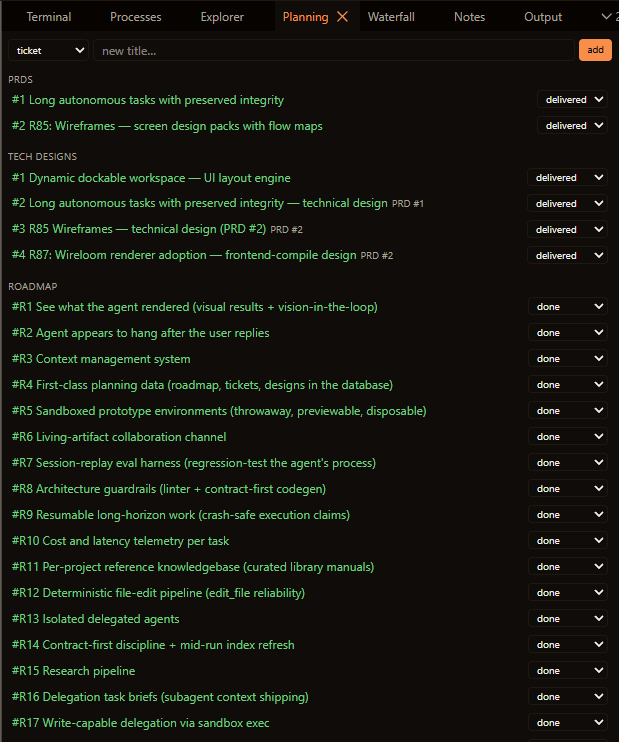 Terminal Processes Explorer Planning Waterfall Notes Output 2
ticket new title... add
PRDS
#1 Long autonomous tasks with preserved integrity delivered
#2 R85: Wireframes — screen design packs with flow maps delivered
TECH DESIGNS
#1 Dynamic dockable workspace — UI layout engine delivered
#2 Long autonomous tasks with preserved integrity — technical design PRD #1 delivered
#3 R85 Wireframes — technical design (PRD #2) PRD #2 delivered
#4 R87: Wireloom renderer adoption — frontend-compile design PRD #2 delivered
ROADMAP
#R1 See what the agent rendered (visual results + vision-in-the-loop) done
#R2 Agent appears to hang after the user replies done
#R3 Context management system done
#R4 First-class planning data (roadmap, tickets, designs in the database) done
#R5 Sandboxed prototype environments (throwaway, previewable, disposable) done
#R6 Living-artifact collaboration channel done
#R7 Session-replay eval harness (regression-test the agent's process) done
#R8 Architecture guardrails (linter + contract-first codegen) done
#R9 Resumable long-horizon work (crash-safe execution claims) done
#R10 Cost and latency telemetry per task done
#R11 Per-project reference knowledgebase (curated library manuals) done
#R12 Deterministic file-edit pipeline (edit_file reliability) done
#R13 Isolated delegated agents done
#R14 Contract-first discipline + mid-run index refresh done
#R15 Research pipeline done
#R16 Delegation task briefs (subagent context shipping) done
#R17 Write-capable delegation via sandbox exec done